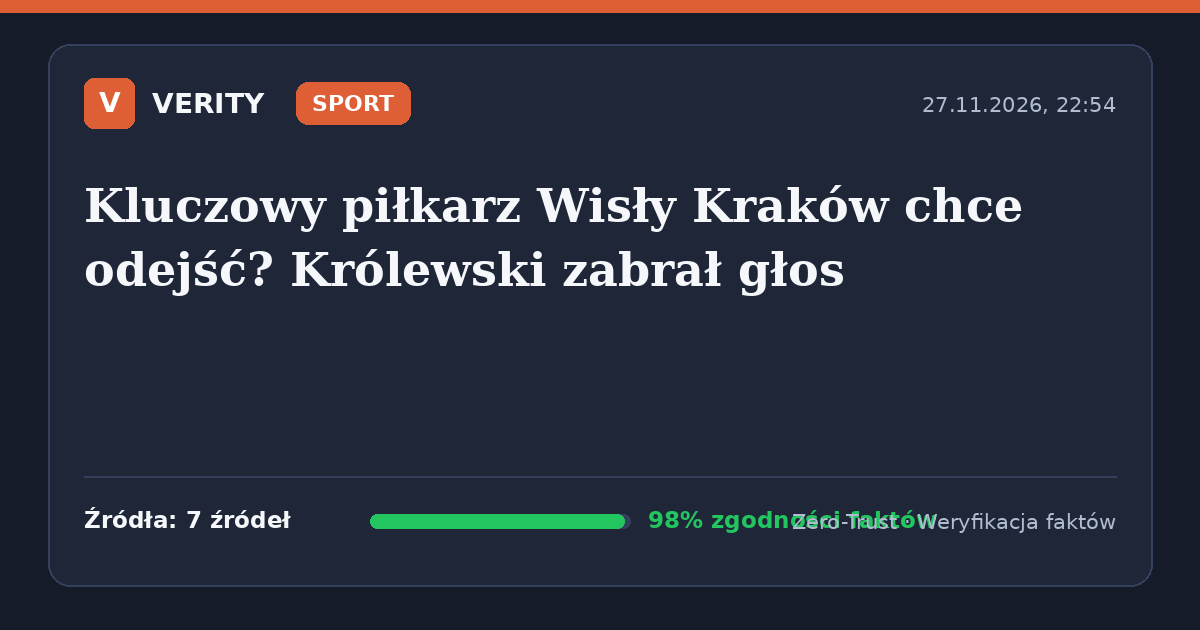 V VERITY SPORT 27.11.2026, 22:54
Kluczowy piłkarz Wisły Kraków chce
odejść? Królewski zabrał głos
Źródła: 7 źródeł 98% zgodności faktów Zero-Trust · Weryfikacja faktów